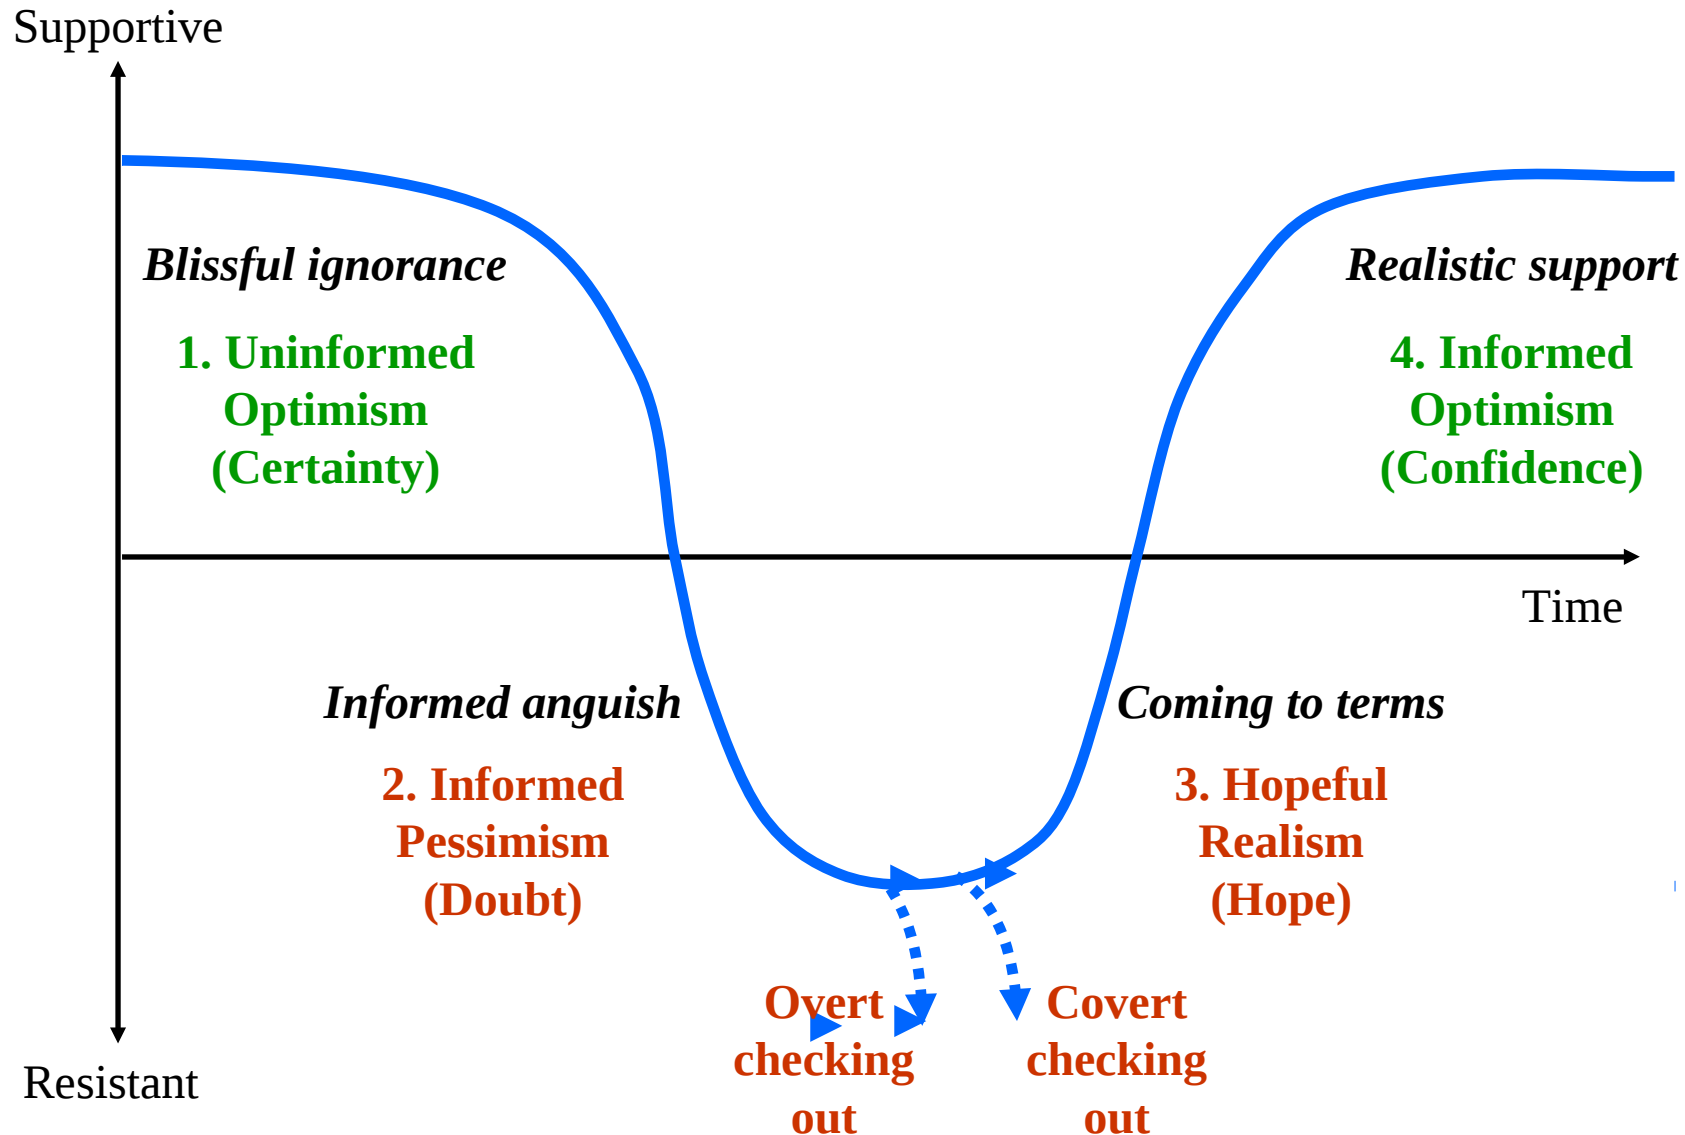 Supportive
Blissful ignorance
1. Uninformed
Optimism
(Certainty)
Realistic support
4. Informed
Optimism
(Confidence)
Time
Informed anguish
2. Informed
Pessimism
(Doubt)
Coming to terms
3. Hopeful
Realism
(Hope)
Overt
checking
out
Covert
checking
out
Resistant